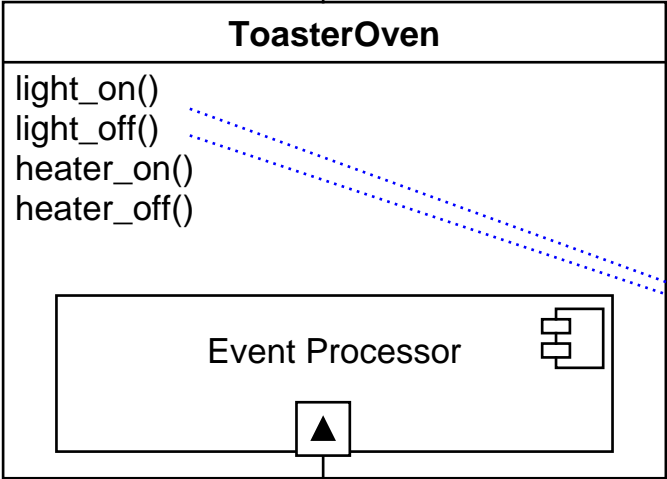 ToasterOven
light_on()
light_off()
heater_on()
heater_off()
Event Processor